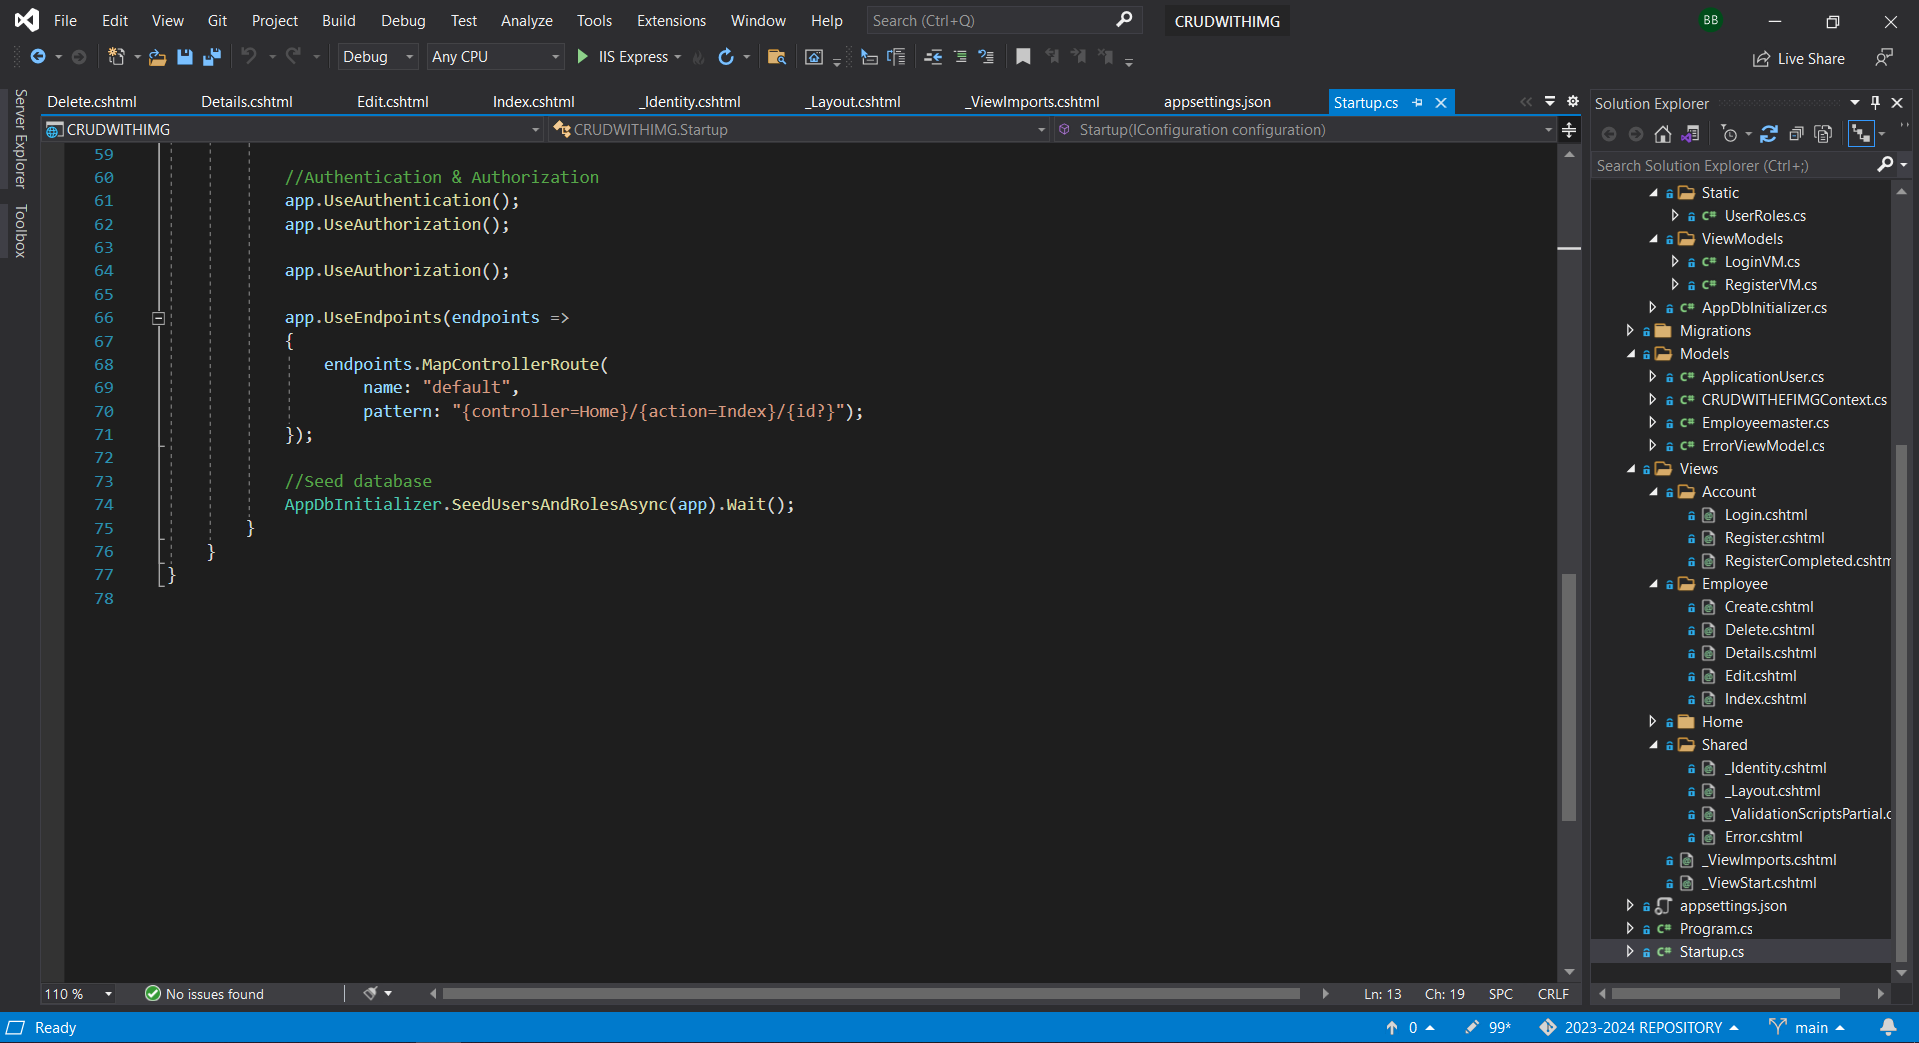 File Edit View Git Project Build Debug Test Analyze Tools Extensions Window Help Search (Ctrl+Q) CRUDWITHIMG BB
Debug Any CPU IIS Express Live Share
Server Explorer
Toolbox
Delete.cshtml Details.cshtml Edit.cshtml Index.cshtml _Identity.cshtml _Layout.cshtml _ViewImports.cshtml appsettings.json Startup.cs
CRUDWITHIMG CRUDWITHIMG.Startup Startup(IConfiguration configuration)
59
60 //Authentication & Authorization
61 app.UseAuthentication();
62 app.UseAuthorization();
63
64 app.UseAuthorization();
65
66 app.UseEndpoints(endpoints =>
67 {
68 endpoints.MapControllerRoute(
69 name: "default",
70 pattern: "{controller=Home}/{action=Index}/{id?}");
71 });
72
73 //Seed database
74 AppDbInitializer.SeedUsersAndRolesAsync(app).Wait();
75 }
76 }
77 }
78
110 % No issues found Ln: 13 Ch: 19 SPC CRLF
Solution Explorer
Search Solution Explorer (Ctrl+;)
Static
C# UserRoles.cs
ViewModels
C# LoginVM.cs
C# RegisterVM.cs
C# AppDbInitializer.cs
Migrations
Models
C# ApplicationUser.cs
C# CRUDWITHEFIMGContext.cs
C# Employeemaster.cs
C# ErrorViewModel.cs
Views
Account
Login.cshtml
Register.cshtml
RegisterCompleted.cshtm
Employee
Create.cshtml
Delete.cshtml
Details.cshtml
Edit.cshtml
Index.cshtml
Home
Shared
_Identity.cshtml
_Layout.cshtml
_ValidationScriptsPartial.c
Error.cshtml
_ViewImports.cshtml
_ViewStart.cshtml
appsettings.json
C# Program.cs
C# Startup.cs
Ready 0 99* 2023-2024 REPOSITORY main